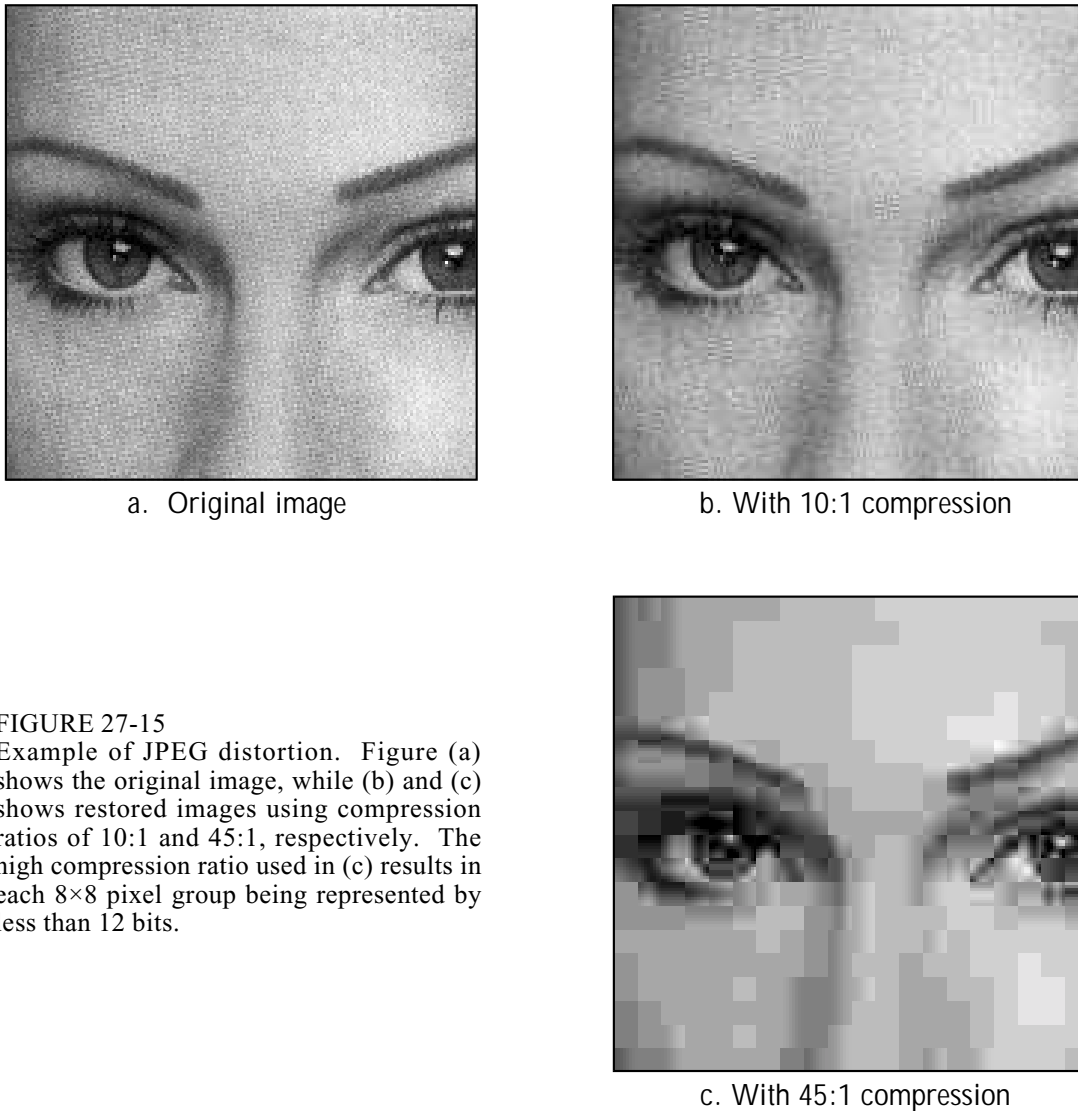 a. Original image
b. With 10:1 compression
FIGURE 27-15
Example of JPEG distortion. Figure (a)
shows the original image, while (b) and (c)
shows restored images using compression
ratios of 10:1 and 45:1, respectively. The
high compression ratio used in (c) results in
each 8×8 pixel group being represented by
less than 12 bits.
c. With 45:1 compression